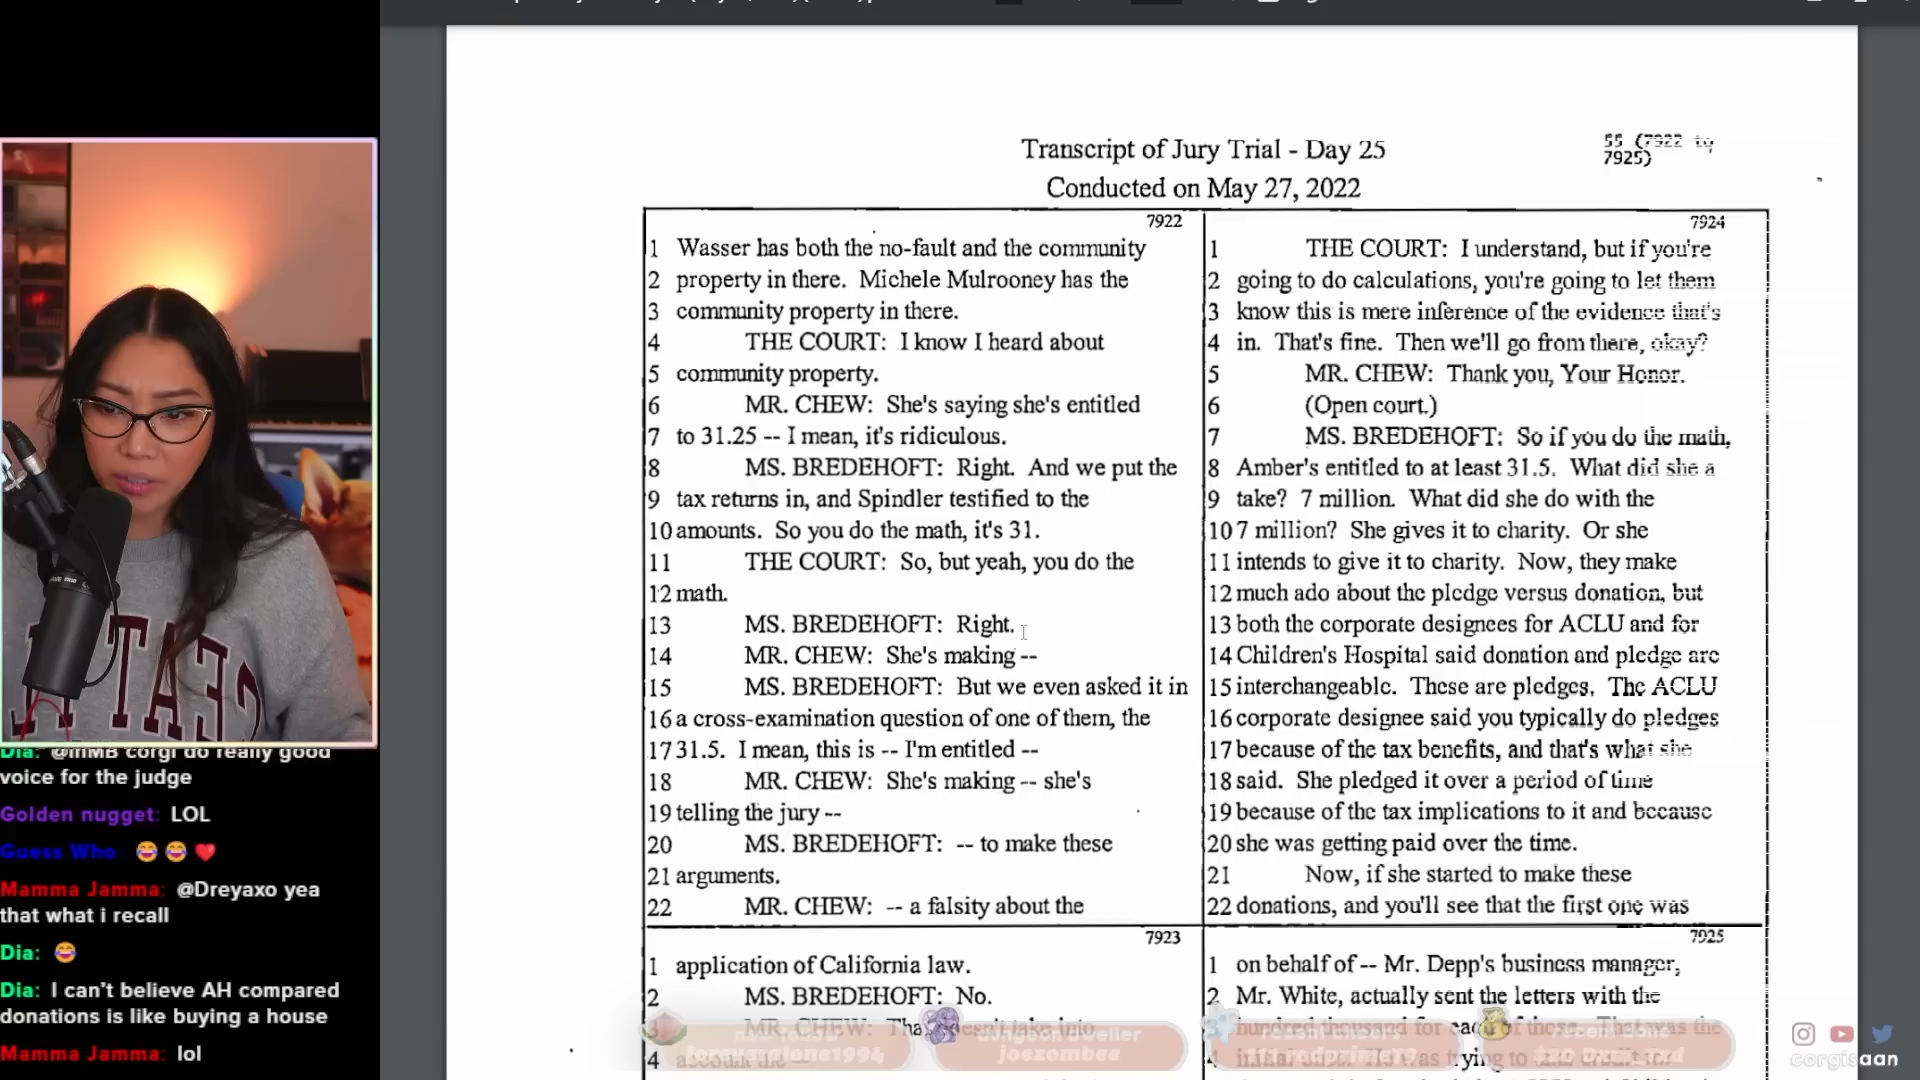 Transcript of Jury Trial - Day 25
Conducted on May 27, 2022
55 (7922 to
7925)
7922
1 Wasser has both the no-fault and the community
2 property in there. Michele Mulrooney has the
3 community property in there.
4 THE COURT: I know I heard about
5 community property.
6 MR. CHEW: She's saying she's entitled
7 to 31.25 -- I mean, it's ridiculous.
8 MS. BREDEHOFT: Right. And we put the
9 tax returns in, and Spindler testified to the
10 amounts. So you do the math, it's 31.
11 THE COURT: So, but yeah, you do the
12 math.
13 MS. BREDEHOFT: Right.
14 MR. CHEW: She's making --
15 MS. BREDEHOFT: But we even asked it in
16 a cross-examination question of one of them, the
17 31.5. I mean, this is -- I'm entitled --
18 MR. CHEW: She's making -- she's
19 telling the jury --
20 MS. BREDEHOFT: -- to make these
21 arguments.
22 MR. CHEW: -- a falsity about the
7923
1 application of California law.
2 MS. BREDEHOFT: No.
7924
1 THE COURT: I understand, but if you're
2 going to do calculations, you're going to let them
3 know this is mere inference of the evidence that's
4 in. That's fine. Then we'll go from there, okay?
5 MR. CHEW: Thank you, Your Honor.
6 (Open court.)
7 MS. BREDEHOFT: So if you do the math,
8 Amber's entitled to at least 31.5. What did she a
9 take? 7 million. What did she do with the
10 7 million? She gives it to charity. Or she
11 intends to give it to charity. Now, they make
12 much ado about the pledge versus donation, but
13 both the corporate designees for ACLU and for
14 Children's Hospital said donation and pledge are
15 interchangeable. These are pledges. The ACLU
16 corporate designee said you typically do pledges
17 because of the tax benefits, and that's what she
18 said. She pledged it over a period of time
19 because of the tax implications to it and because
20 she was getting paid over the time.
21 Now, if she started to make these
22 donations, and you'll see that the first one was
7925
1 on behalf of -- Mr. Depp's business manager,
2 Mr. White, actually sent the letters with the
Dia: @mMB corgi do really good
voice for the judge
Golden nugget: LOL
Guess Who: 😂 😂 ❤️
Mamma Jamma: @Dreyaxo yea
that what i recall
Dia: 😂
Dia: I can't believe AH compared
donations is like buying a house
Mamma Jamma: lol
joezombee
corgisaan